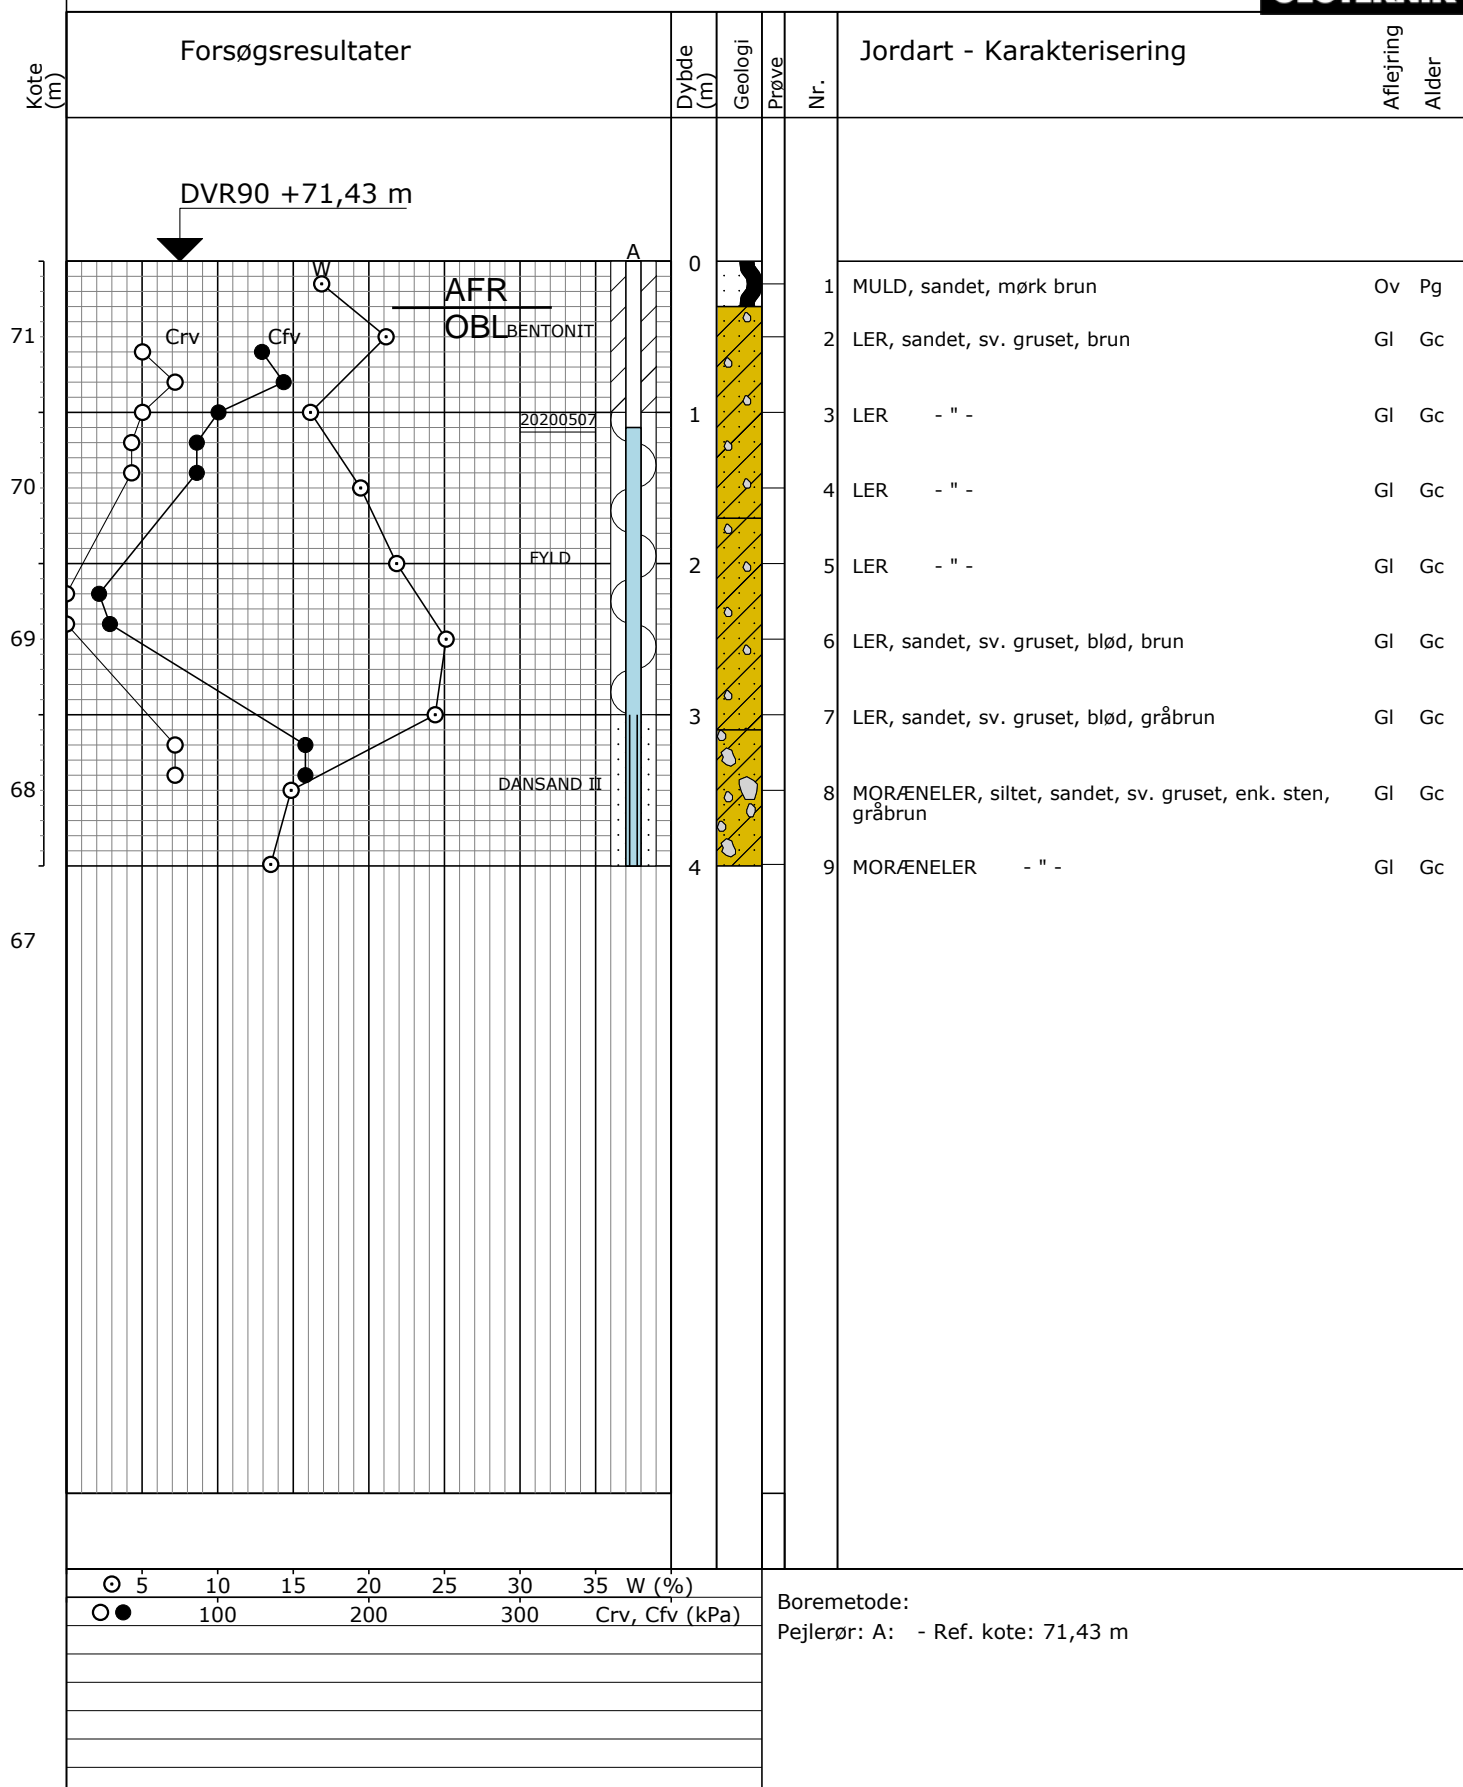 Kote (m)
Forsøgsresultater
Dybde (m)
Geologi
Prøve
Nr.
Jordart - Karakterisering
Aflejring
Alder
DVR90 +71,43 m
A
0
W
AFR
1 MULD, sandet, mørk brun Ov Pg
OBL
BENTONIT
71
Crv
Cfv
2 LER, sandet, sv. gruset, brun Gl Gc
20200507
1
3 LER - " - Gl Gc
70
4 LER - " - Gl Gc
FYLD
2
5 LER - " - Gl Gc
69
6 LER, sandet, sv. gruset, blød, brun Gl Gc
3
7 LER, sandet, sv. gruset, blød, gråbrun Gl Gc
DANSAND II
68
8 MORÆNELER, siltet, sandet, sv. gruset, enk. sten, Gl Gc
gråbrun
4
9 MORÆNELER - " - Gl Gc
67
5 10 15 20 25 30 35 W (%)
100 200 300 Crv, Cfv (kPa)
Boremetode:
Pejlerør: A: - Ref. kote: 71,43 m